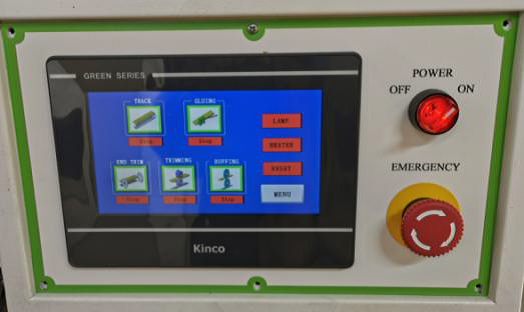 GREEN SERIES
TRACK
GLUING
Stop
Stop
LAMP
HEATER
RESET
END TRIM
TRIMMING
BUFFING
Stop
Stop
Stop
MENU
Kinco
POWER
OFF
ON
EMERGENCY